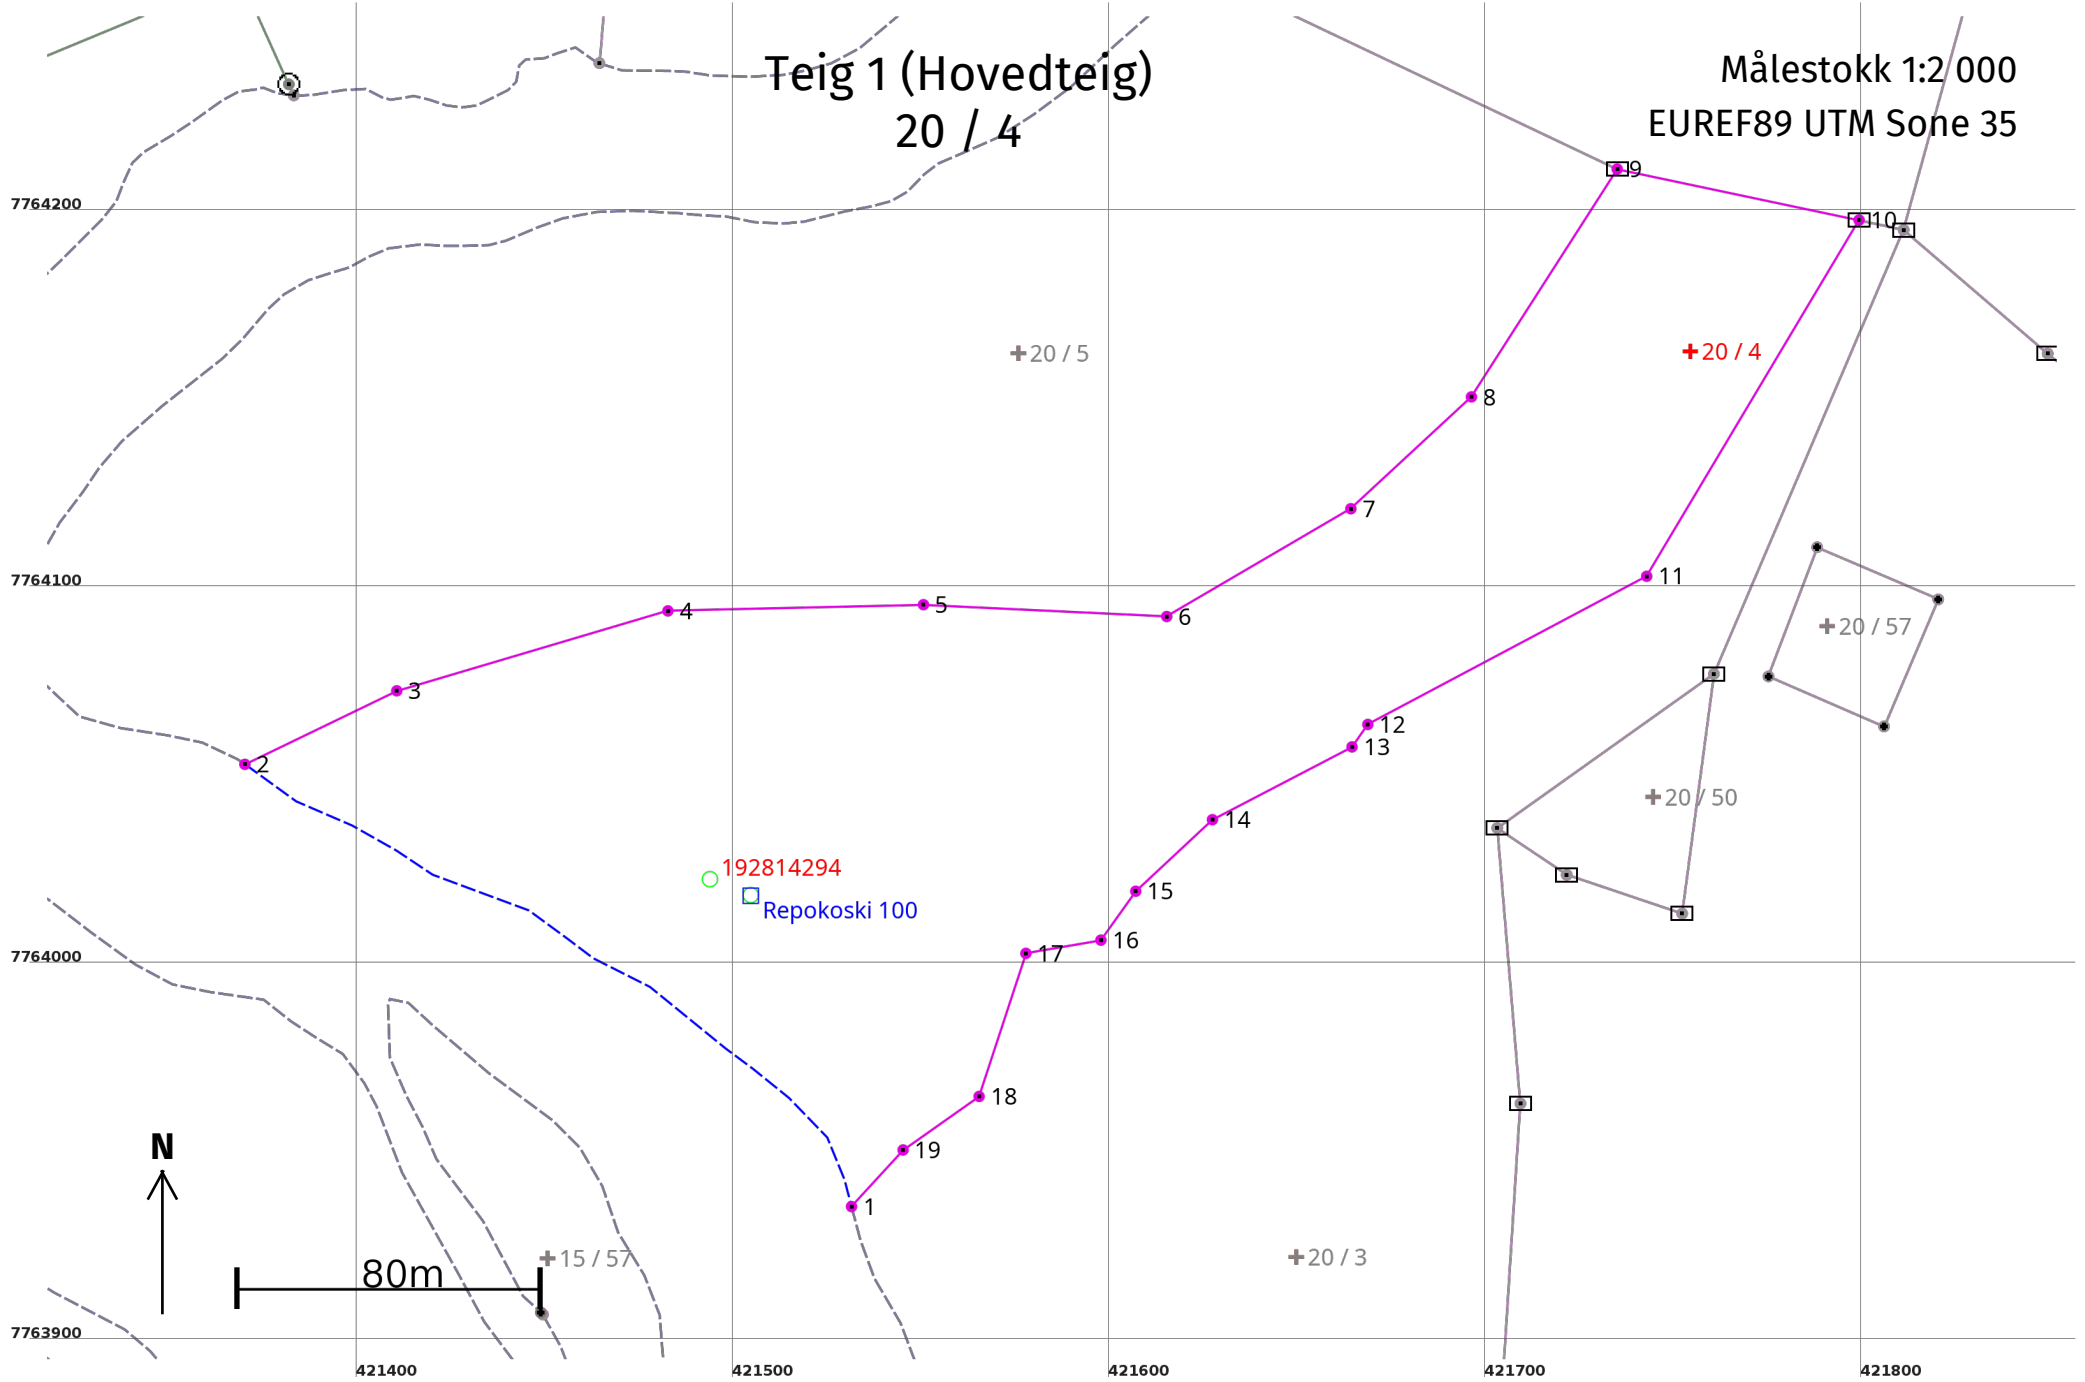 Teig 1 (Hovedteig)
20 / 4
Målestokk 1:2 000
EUREF89 UTM Sone 35
9
7764200
10
20 / 5
20 / 4
8
7
7764100
11
5
4
6
20 / 57
3
12
13
2
20 / 50
14
192814294
15
Repokoski 100
16
17
7764000
18
N
19
1
15 / 57
20 / 3
80m
7763900
421400
421500
421600
421700
421800